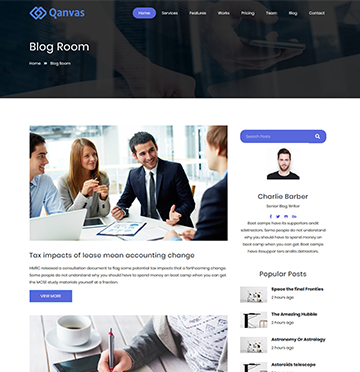 Qanvas
Home Services Features Works Pricing Team Blog Contact
Blog Room
Home Blog Room
Search Posts
Charlie Barber
Senior Blog Writer
Boot camps have its supporters andit
sdetractors. Some people do not understand
why you should have to spend money on
boot camp when you can get. Boot camps
have itssuppor ters andits detractors.
Tax impacts of lease mean accounting change
HMRC released a consultation document to flag some potential tax impacts that a forthcoming change.
Some people do not understand why you should have to spend money on boot camp when you can get
the MCSE study materials yourself at a fraction.
VIEW MORE
Popular Posts
Space the Final Frontier
2 hours ago
The Amazing Hubble
2 hours ago
Astronomy Or Astrology
2 hours ago
Asteroids telescope
2 hours ago